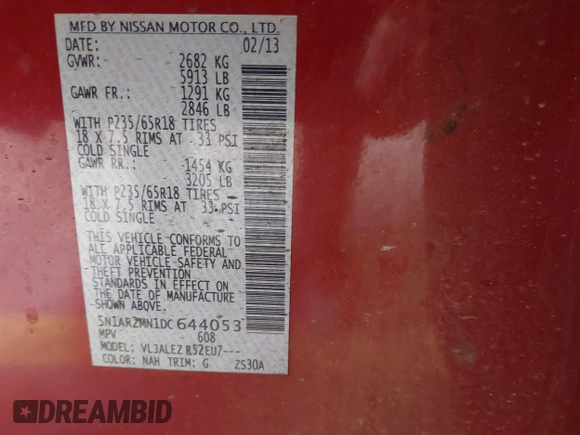 MFD BY NISSAN MOTOR CO., LTD.
DATE: 02/13
GVWR: 2682 KG
5913 LB
GAWR FR.: 1291 KG
2846 LB
WITH P235/65R18 TIRES
18 X 7.5 RIMS AT 33 PSI
COLD SINGLE
GAWR RR.: 1454 KG
3205 LB
WITH P235/65R18 TIRES
18 X 7.5 RIMS AT 33 PSI
COLD SINGLE
THIS VEHICLE CONFORMS TO
ALL APPLICABLE FEDERAL
MOTOR VEHICLE SAFETY AND
THEFT PREVENTION
STANDARDS IN EFFECT ON
THE DATE OF MANUFACTURE
SHOWN ABOVE.
5N1AR2MN1DC644053
MPV 608
MODEL: VLJALEZ R52EU7---
COLOR: NAH TRIM: G ZS30A
DREAMBID